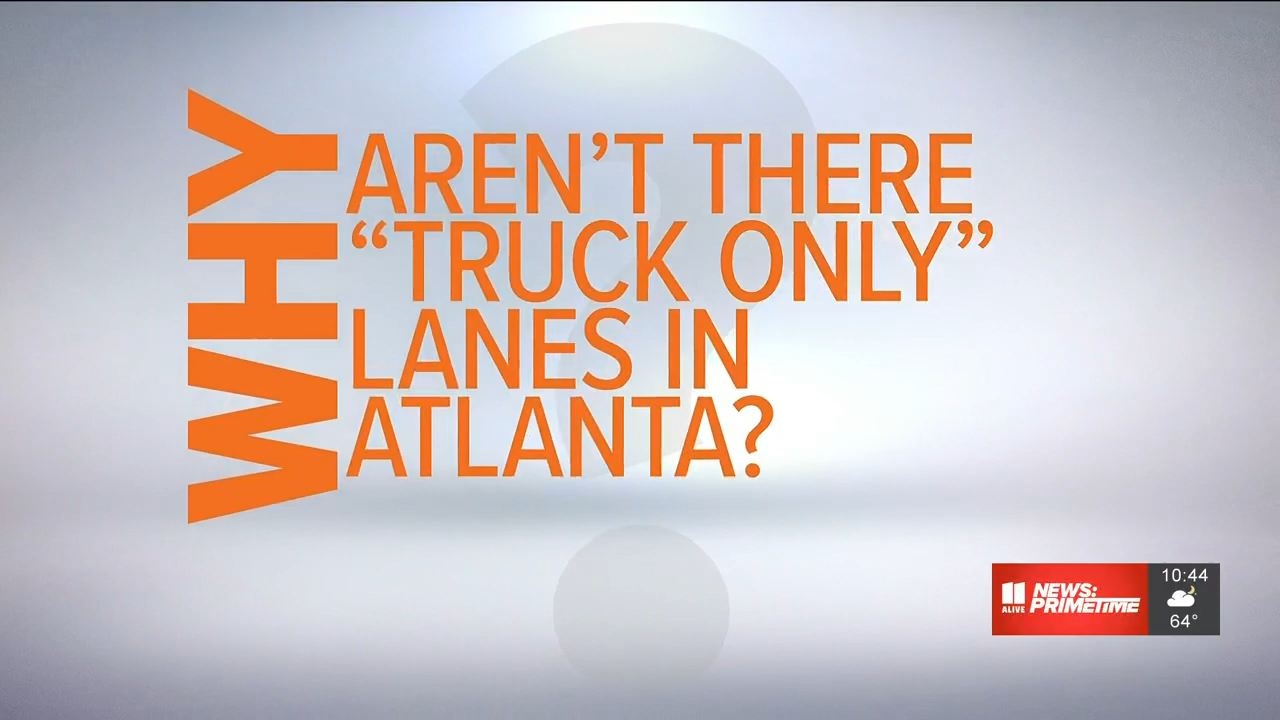 WHY
AREN'T THERE
“TRUCK ONLY”
LANES IN
ATLANTA?
11 ALIVE
NEWS:
PRIMETIME
10:44
64°